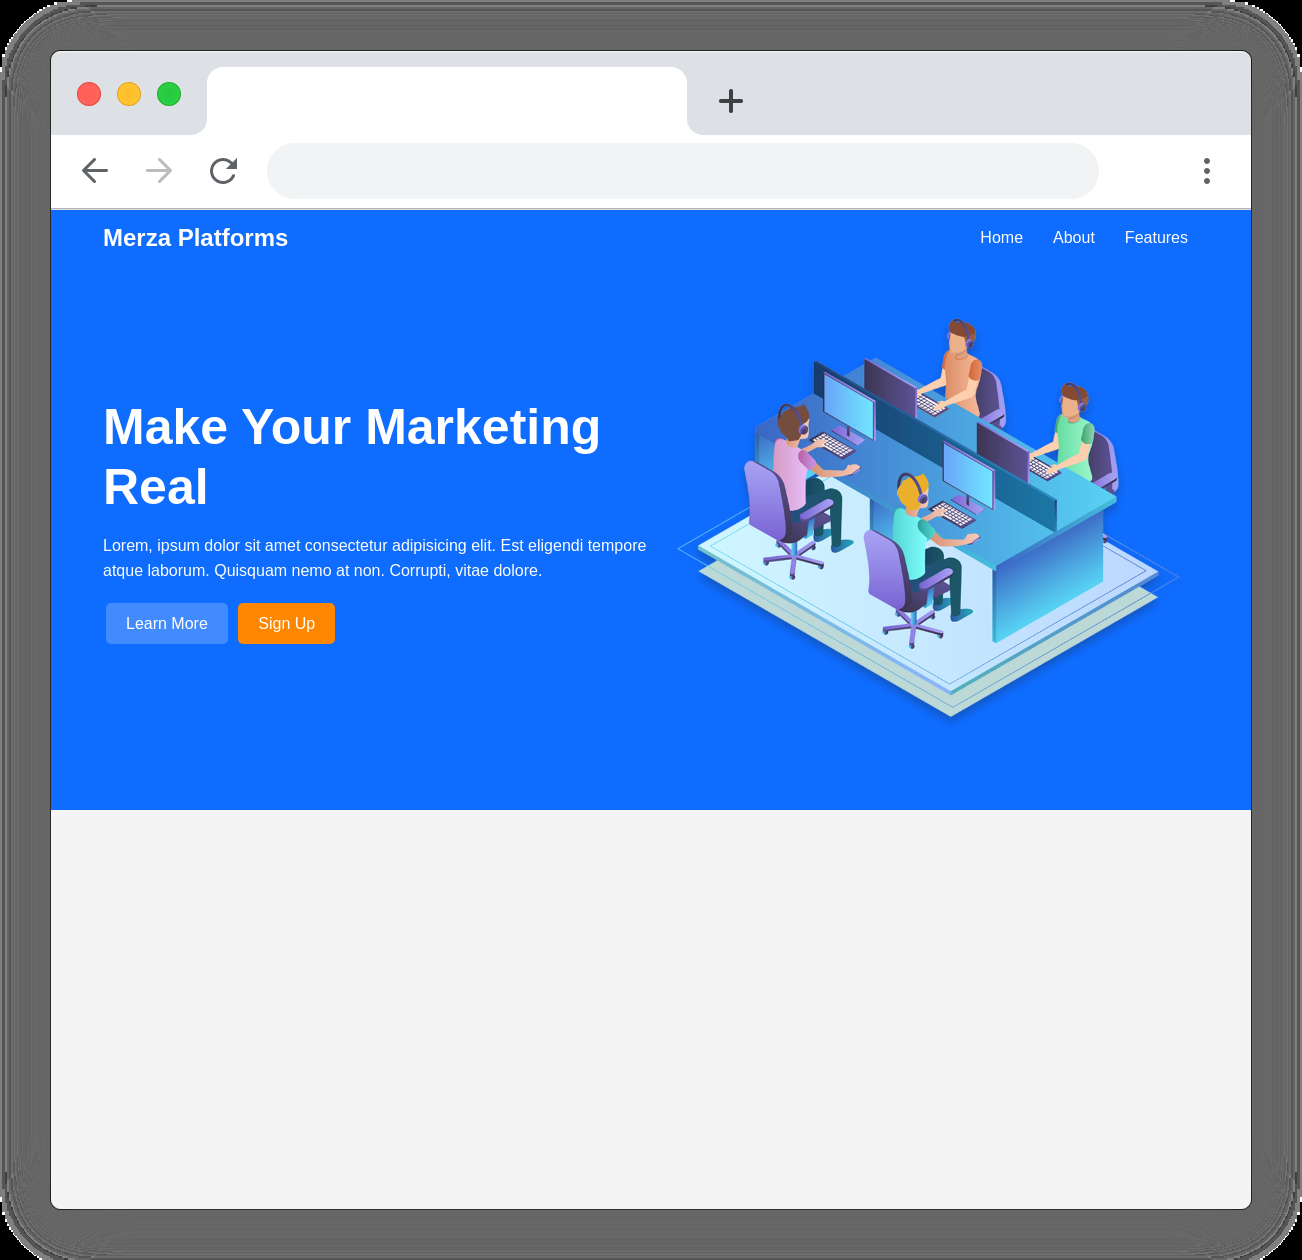 Merza Platforms
Home About Features
Make Your Marketing
Real
Lorem, ipsum dolor sit amet consectetur adipisicing elit. Est eligendi tempore
atque laborum. Quisquam nemo at non. Corrupti, vitae dolore.
Learn More Sign Up